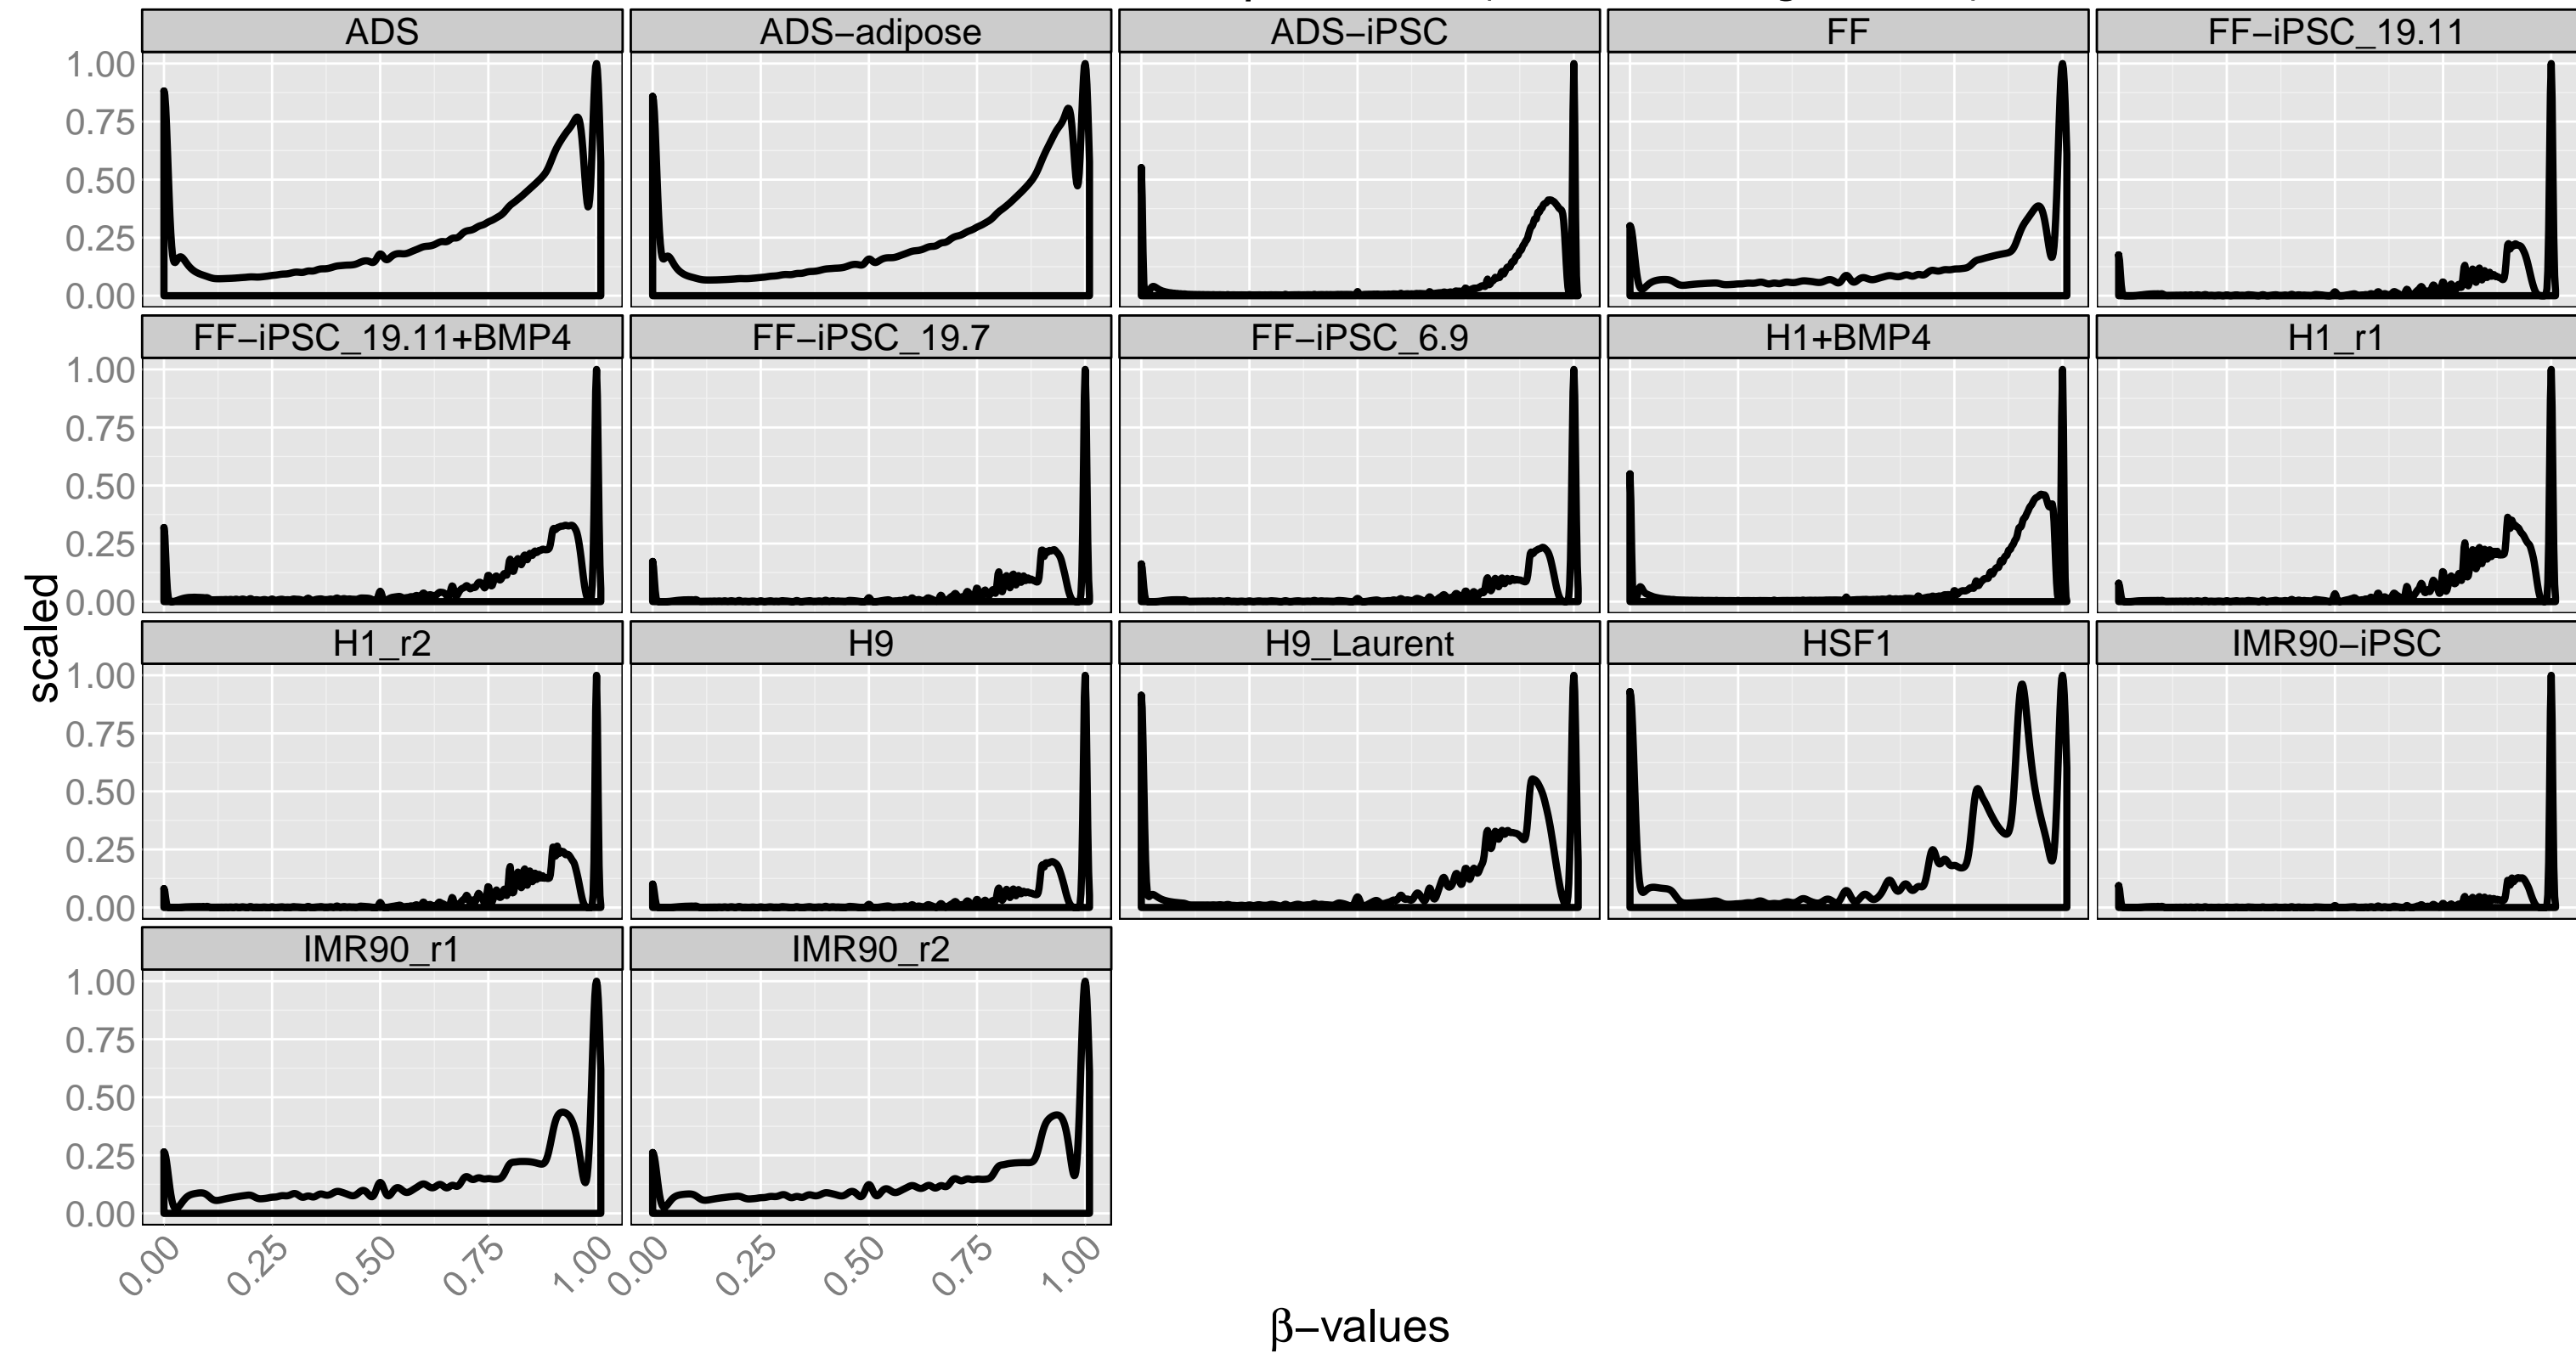 ADS ADS−adipose ADS−iPSC FF FF−iPSC_19.11
1.00
0.75
0.50
0.25
0.00
FF−iPSC_19.11+BMP4 FF−iPSC_19.7 FF−iPSC_6.9 H1+BMP4 H1_r1
1.00
0.75
0.50
0.25
0.00
H1_r2 H9 H9_Laurent HSF1 IMR90−iPSC
1.00
0.75
0.50
0.25
0.00
IMR90_r1 IMR90_r2
1.00
0.75
0.50
0.25
0.00
0.00 0.25 0.50 0.75 1.00 0.00 0.25 0.50 0.75 1.00
scaled
β−values